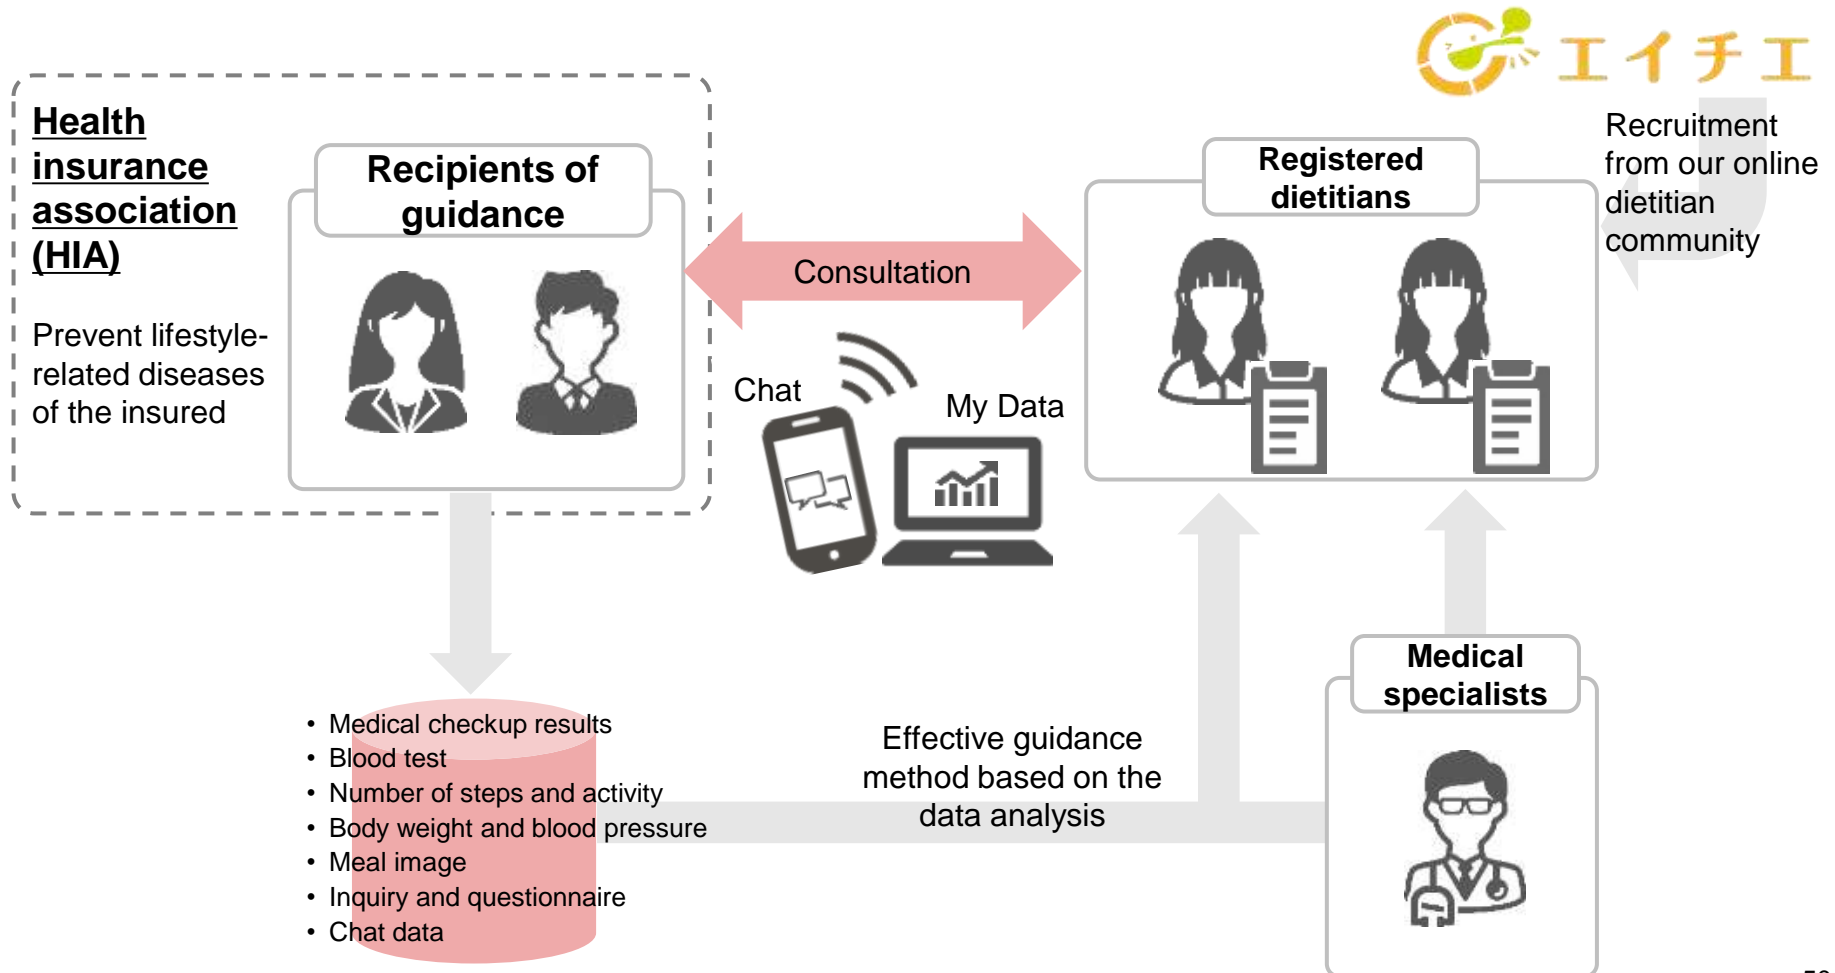 エイチエ
Health
insurance
association
(HIA)
Prevent lifestyle-
related diseases
of the insured
Recipients of
guidance
Consultation
Chat
My Data
Registered
dietitians
Recruitment
from our online
dietitian
community
• Medical checkup results
• Blood test
• Number of steps and activity
• Body weight and blood pressure
• Meal image
• Inquiry and questionnaire
• Chat data
Effective guidance
method based on the
data analysis
Medical
specialists